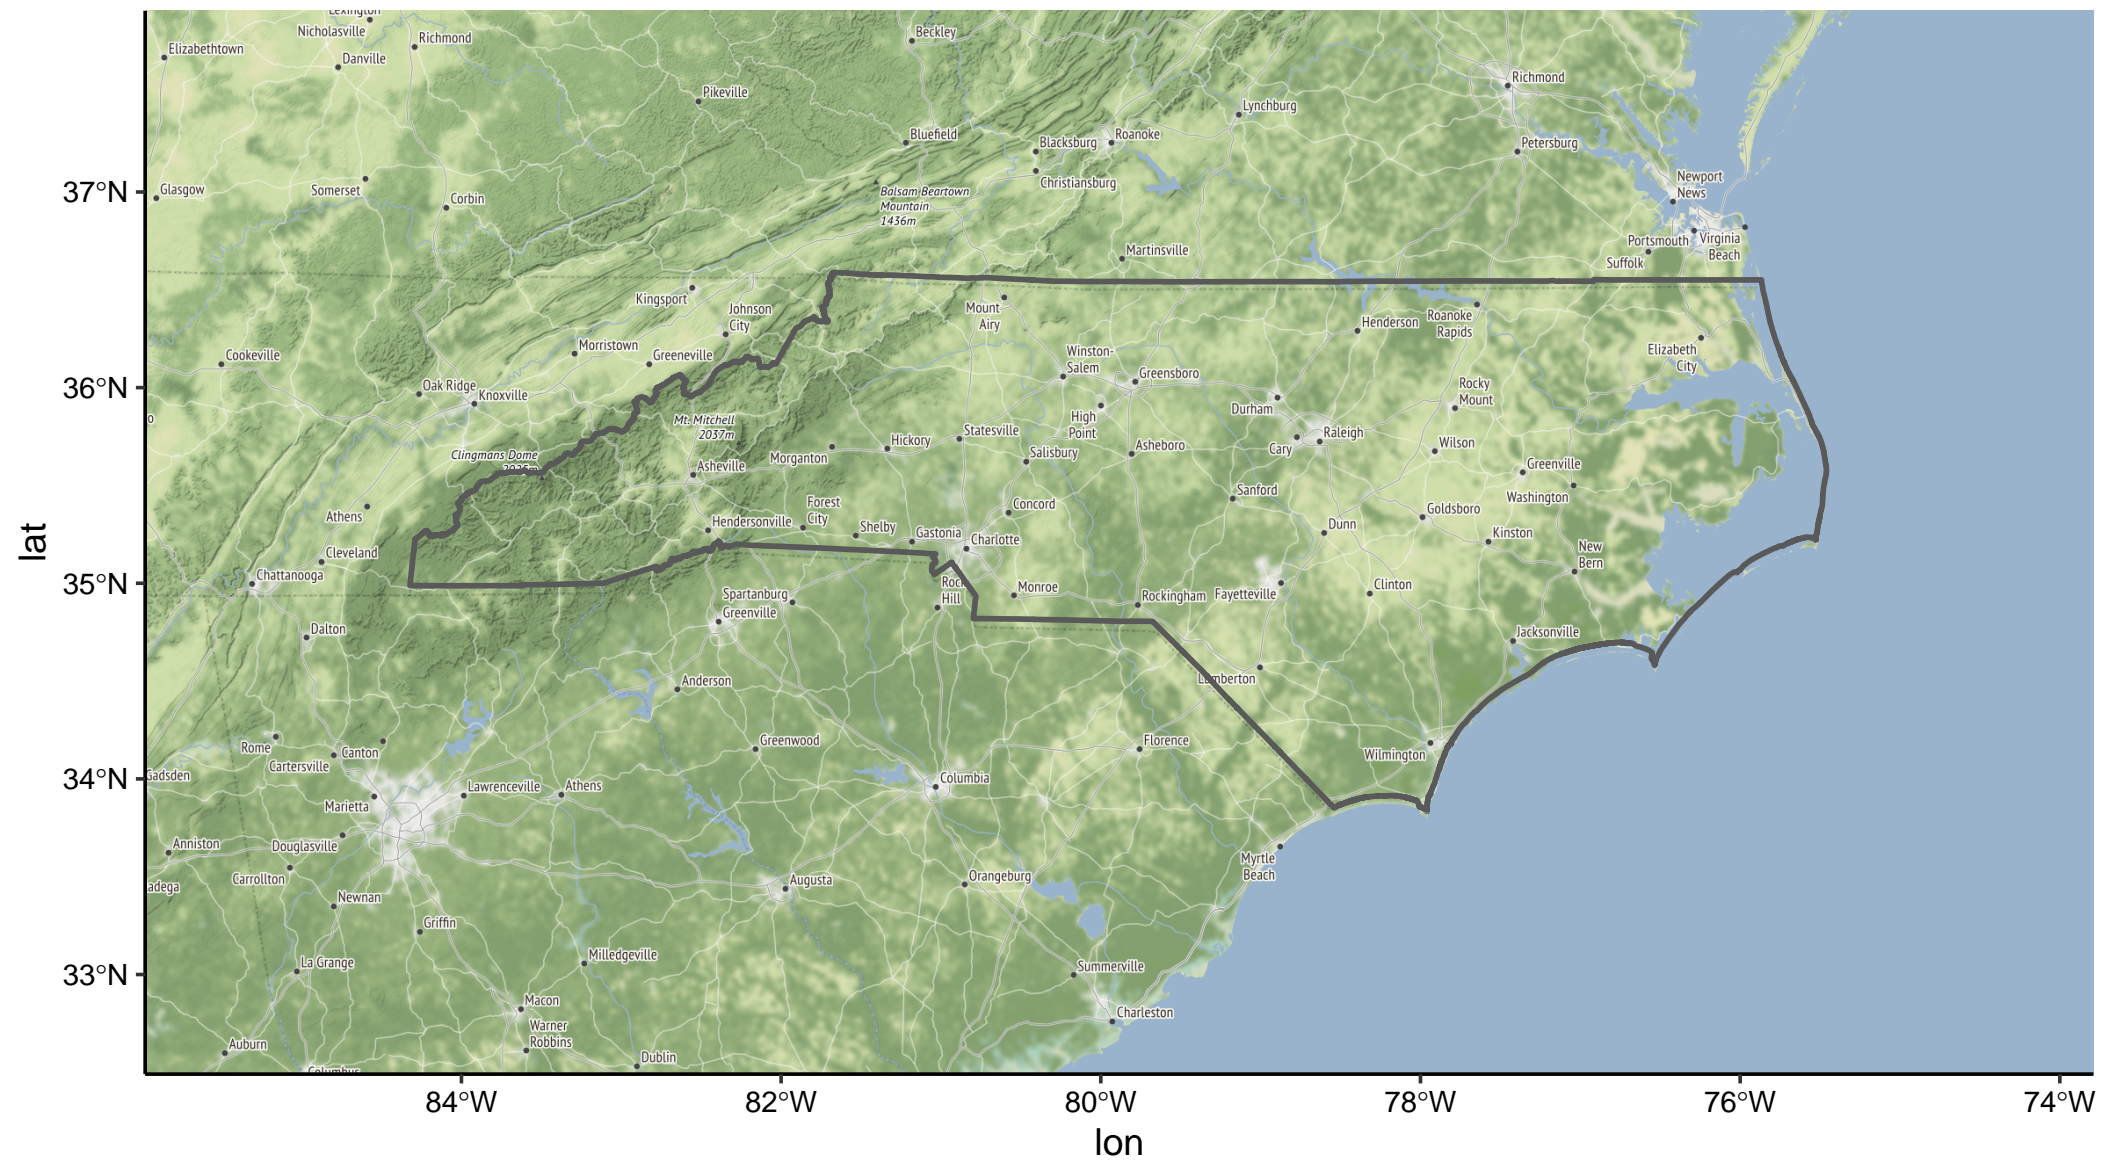 Lexington
Nicholasville
Richmond
Beckley
Elizabethtown
Danville
Richmond
Pikeville
Lynchburg
Bluefield
Blacksburg
Roanoke
Petersburg
Glasgow
Somerset
Corbin
Balsam-Beartown
Mountain
1436m
Christiansburg
Newport
News
Martinsville
Portsmouth
Virginia
Beach
Suffolk
Kingsport
Johnson
City
Mount
Airy
Henderson
Roanoke
Rapids
Cookeville
Morristown
Greeneville
Winston-
Salem
Greensboro
Elizabeth
City
Oak Ridge
Knoxville
High
Point
Durham
Rocky
Mount
Mt. Mitchell
2037m
Clingmans Dome
Asheville
Morganton
Hickory
Statesville
Salisbury
Asheboro
Cary
Raleigh
Wilson
Greenville
Washington
Athens
Hendersonville
Forest
City
Shelby
Gastonia
Concord
Charlotte
Sanford
Dunn
Goldsboro
Kinston
New
Bern
Cleveland
Chattanooga
Spartanburg
Greenville
Rock
Hill
Monroe
Rockingham
Fayetteville
Clinton
Dalton
Jacksonville
Anderson
Lumberton
Rome
Canton
Cartersville
Greenwood
Florence
Wilmington
Gadsden
Marietta
Lawrenceville
Athens
Columbia
Anniston
Douglasville
Carrollton
Newnan
Augusta
Orangeburg
Myrtle
Beach
adega
Griffin
La Grange
Milledgeville
Summerville
Macon
Warner
Robbins
Charleston
Auburn
Columbus
Dublin
37°N
36°N
35°N
34°N
33°N
lat
84°W
82°W
80°W
78°W
76°W
74°W
lon